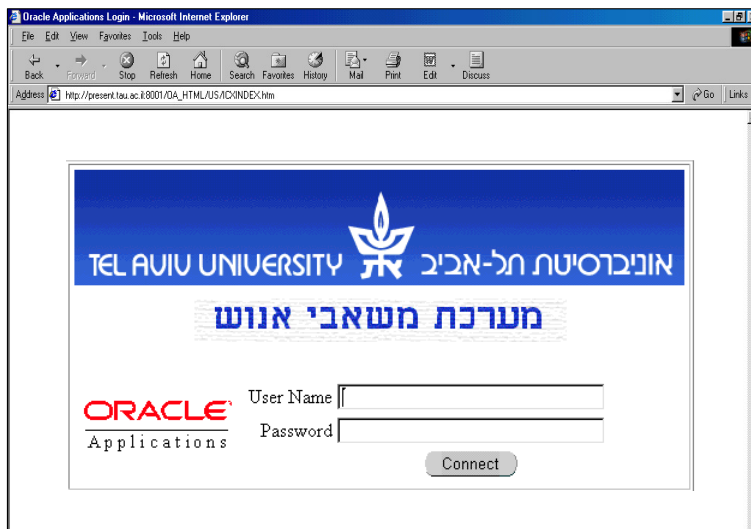 Oracle Applications Login - Microsoft Internet Explorer
File Edit View Favorites Tools Help
Back Forward Stop Refresh Home Search Favorites History Mail Print Edit Discuss
Address http://present.tau.ac.il:8001/OA_HTML/US/ICXINDEX.htm Go Links
TEL AVIV UNIVERSITY אוניברסיטת תל-אביב
מערכת משאבי אנוש
ORACLE
Applications
User Name
Password
Connect